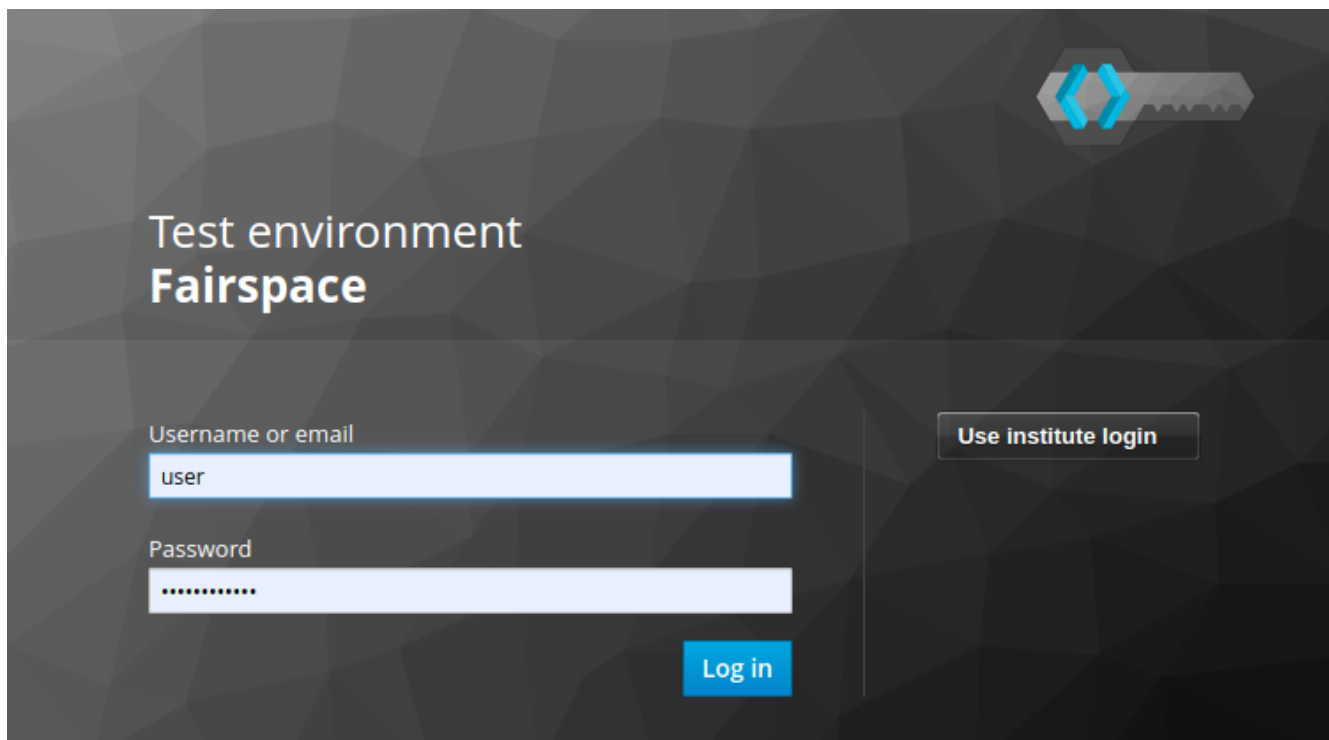 Test environment
Fairspace
Username or email
user
Password
••••••••••••
Log in
Use institute login